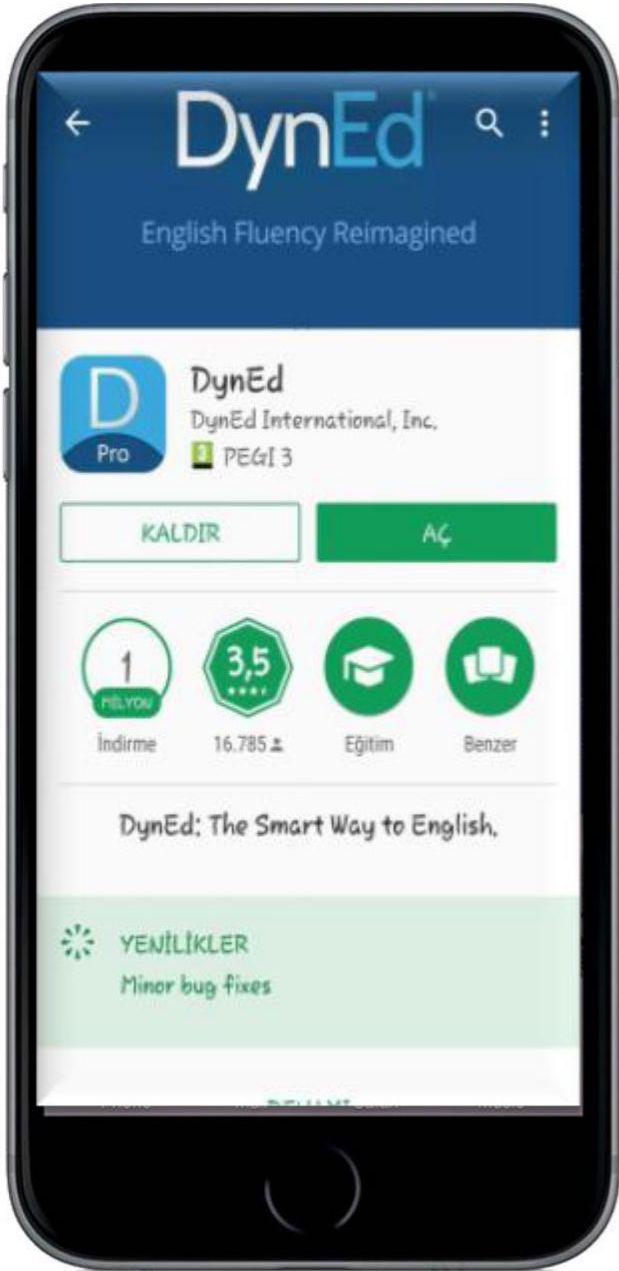 DynEd
English Fluency Reimagined
D
Pro
DynEd
DynEd International, Inc.
3 PEGI 3
KALDIR
AÇ
1
MİLYON
3,5
İndirme
16.785
Eğitim
Benzer
DynEd: The Smart Way to English.
YENİLİKLER
Minor bug fixes